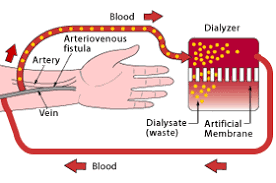 Blood
Dialyzer
Arteriovenous
fistula
Artery
Vein
Dialysate
(waste)
Artificial
Membrane
Blood